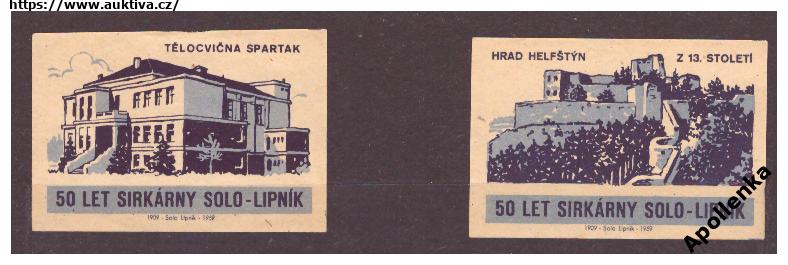 https://www.auktiva.cz/
TĚLOCVIČNA SPARTAK
50 LET SIRKÁRNY SOLO-LIPNÍK
1909 - Solo Lipník - 1959
HRAD HELFŠTÝN Z 13. STOLETÍ
50 LET SIRKÁRNY SOLO-LIPNÍK
1909 - Solo Lipník - 1959
Apollenka